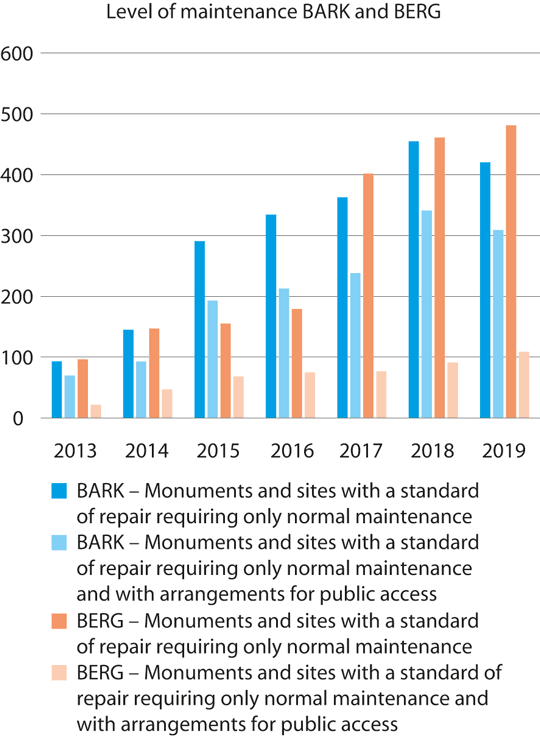 Level of maintenance BARK and BERG
600
500
400
300
200
100
0
2013 2014 2015 2016 2017 2018 2019
BARK – Monuments and sites with a standard
of repair requiring only normal maintenance
BARK – Monuments and sites with a standard
of repair requiring only normal maintenance
and with arrangements for public access
BERG – Monuments and sites with a standard
of repair requiring only normal maintenance
BERG – Monuments and sites with a standard of
repair requiring only normal maintenance and
with arrangements for public access